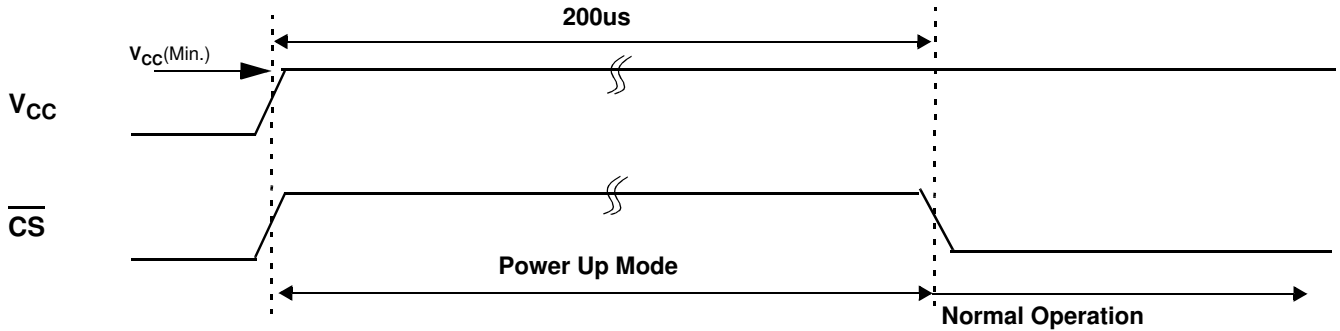 200us
VCC(Min.)
VCC
CS
Power Up Mode
Normal Operation